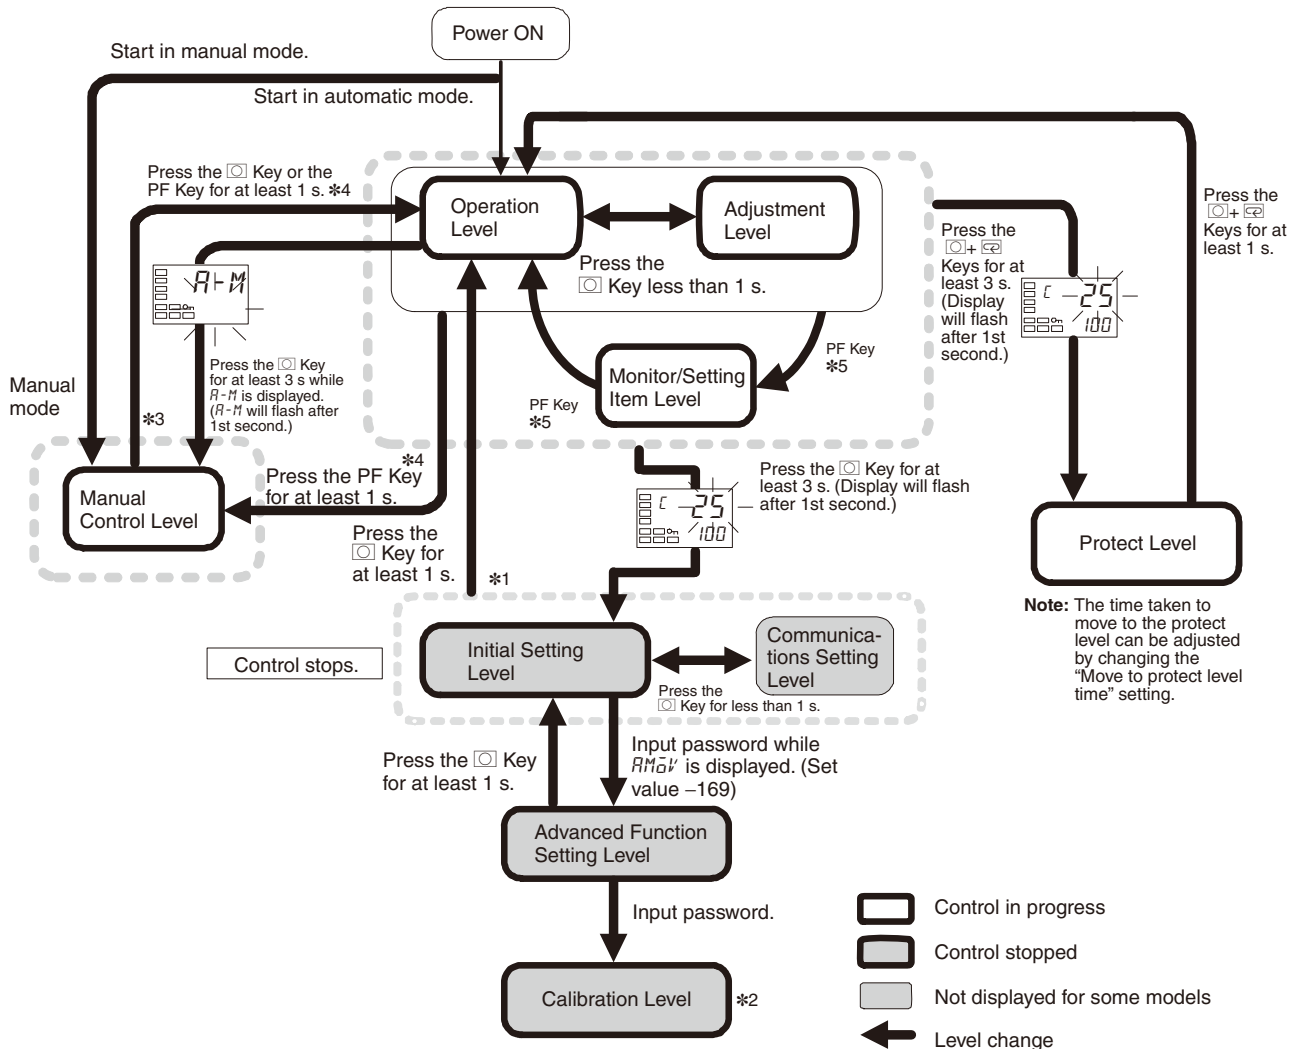 Power ON
Start in manual mode.
Start in automatic mode.
Press the Key or the
PF Key for at least 1 s. *4
Operation
Level
Adjustment
Level
Press the
Key less than 1 s.
Press the
+
Keys for at
least 3 s.
(Display
will flash
after 1st
second.)
Press the
+
Keys for at
least 1 s.
A-M
C 25
100
Press the Key
for at least 3 s while
A-M is displayed.
(A-M will flash after
1st second.)
Manual
mode
*3
PF Key
*5
Monitor/Setting
Item Level
PF Key
*5
*4
Press the PF Key
for at least 1 s.
Manual
Control Level
Press the Key for at
least 3 s. (Display will flash
after 1st second.)
C 25
100
Press the
Key for
at least 1 s.
*1
Protect Level
Note: The time taken to
move to the protect
level can be adjusted
by changing the
“Move to protect level
time” setting.
Control stops.
Initial Setting
Level
Communica-
tions Setting
Level
Press the
Key for less than 1 s.
Press the Key
for at least 1 s.
Input password while
AMoV is displayed. (Set
value −169)
Advanced Function
Setting Level
Input password.
Calibration Level
*2
Control in progress
Control stopped
Not displayed for some models
Level change